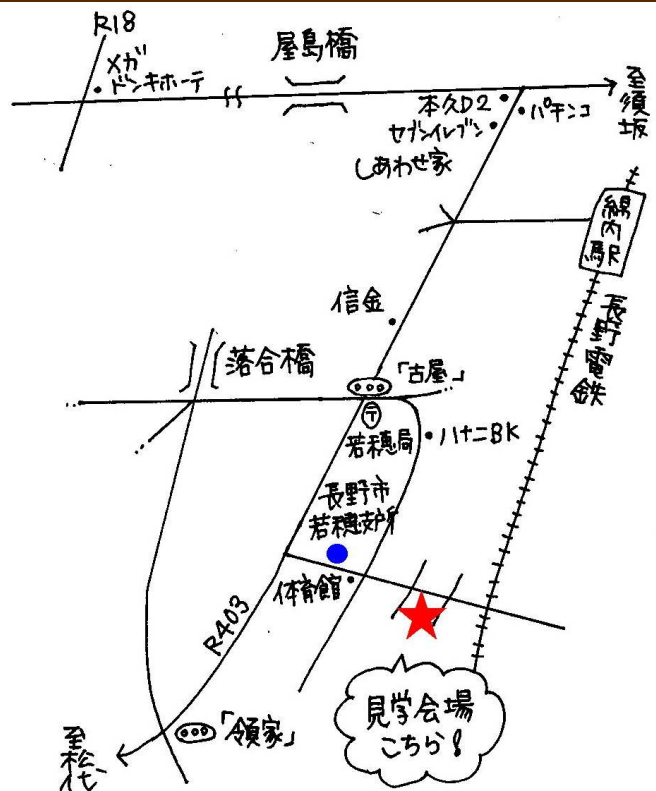 R18
メガ
ドンキホーテ
屋島橋
本久D2
パチンコ
セブンイレブン
しあわせ家
至須坂
綿内駅
長野電鉄
信金
落合橋
「古屋」
〒
若穂局
ハチニBK
長野市
若穂支所
体育館
R403
見学会場
こちら!
「領家」
至松代